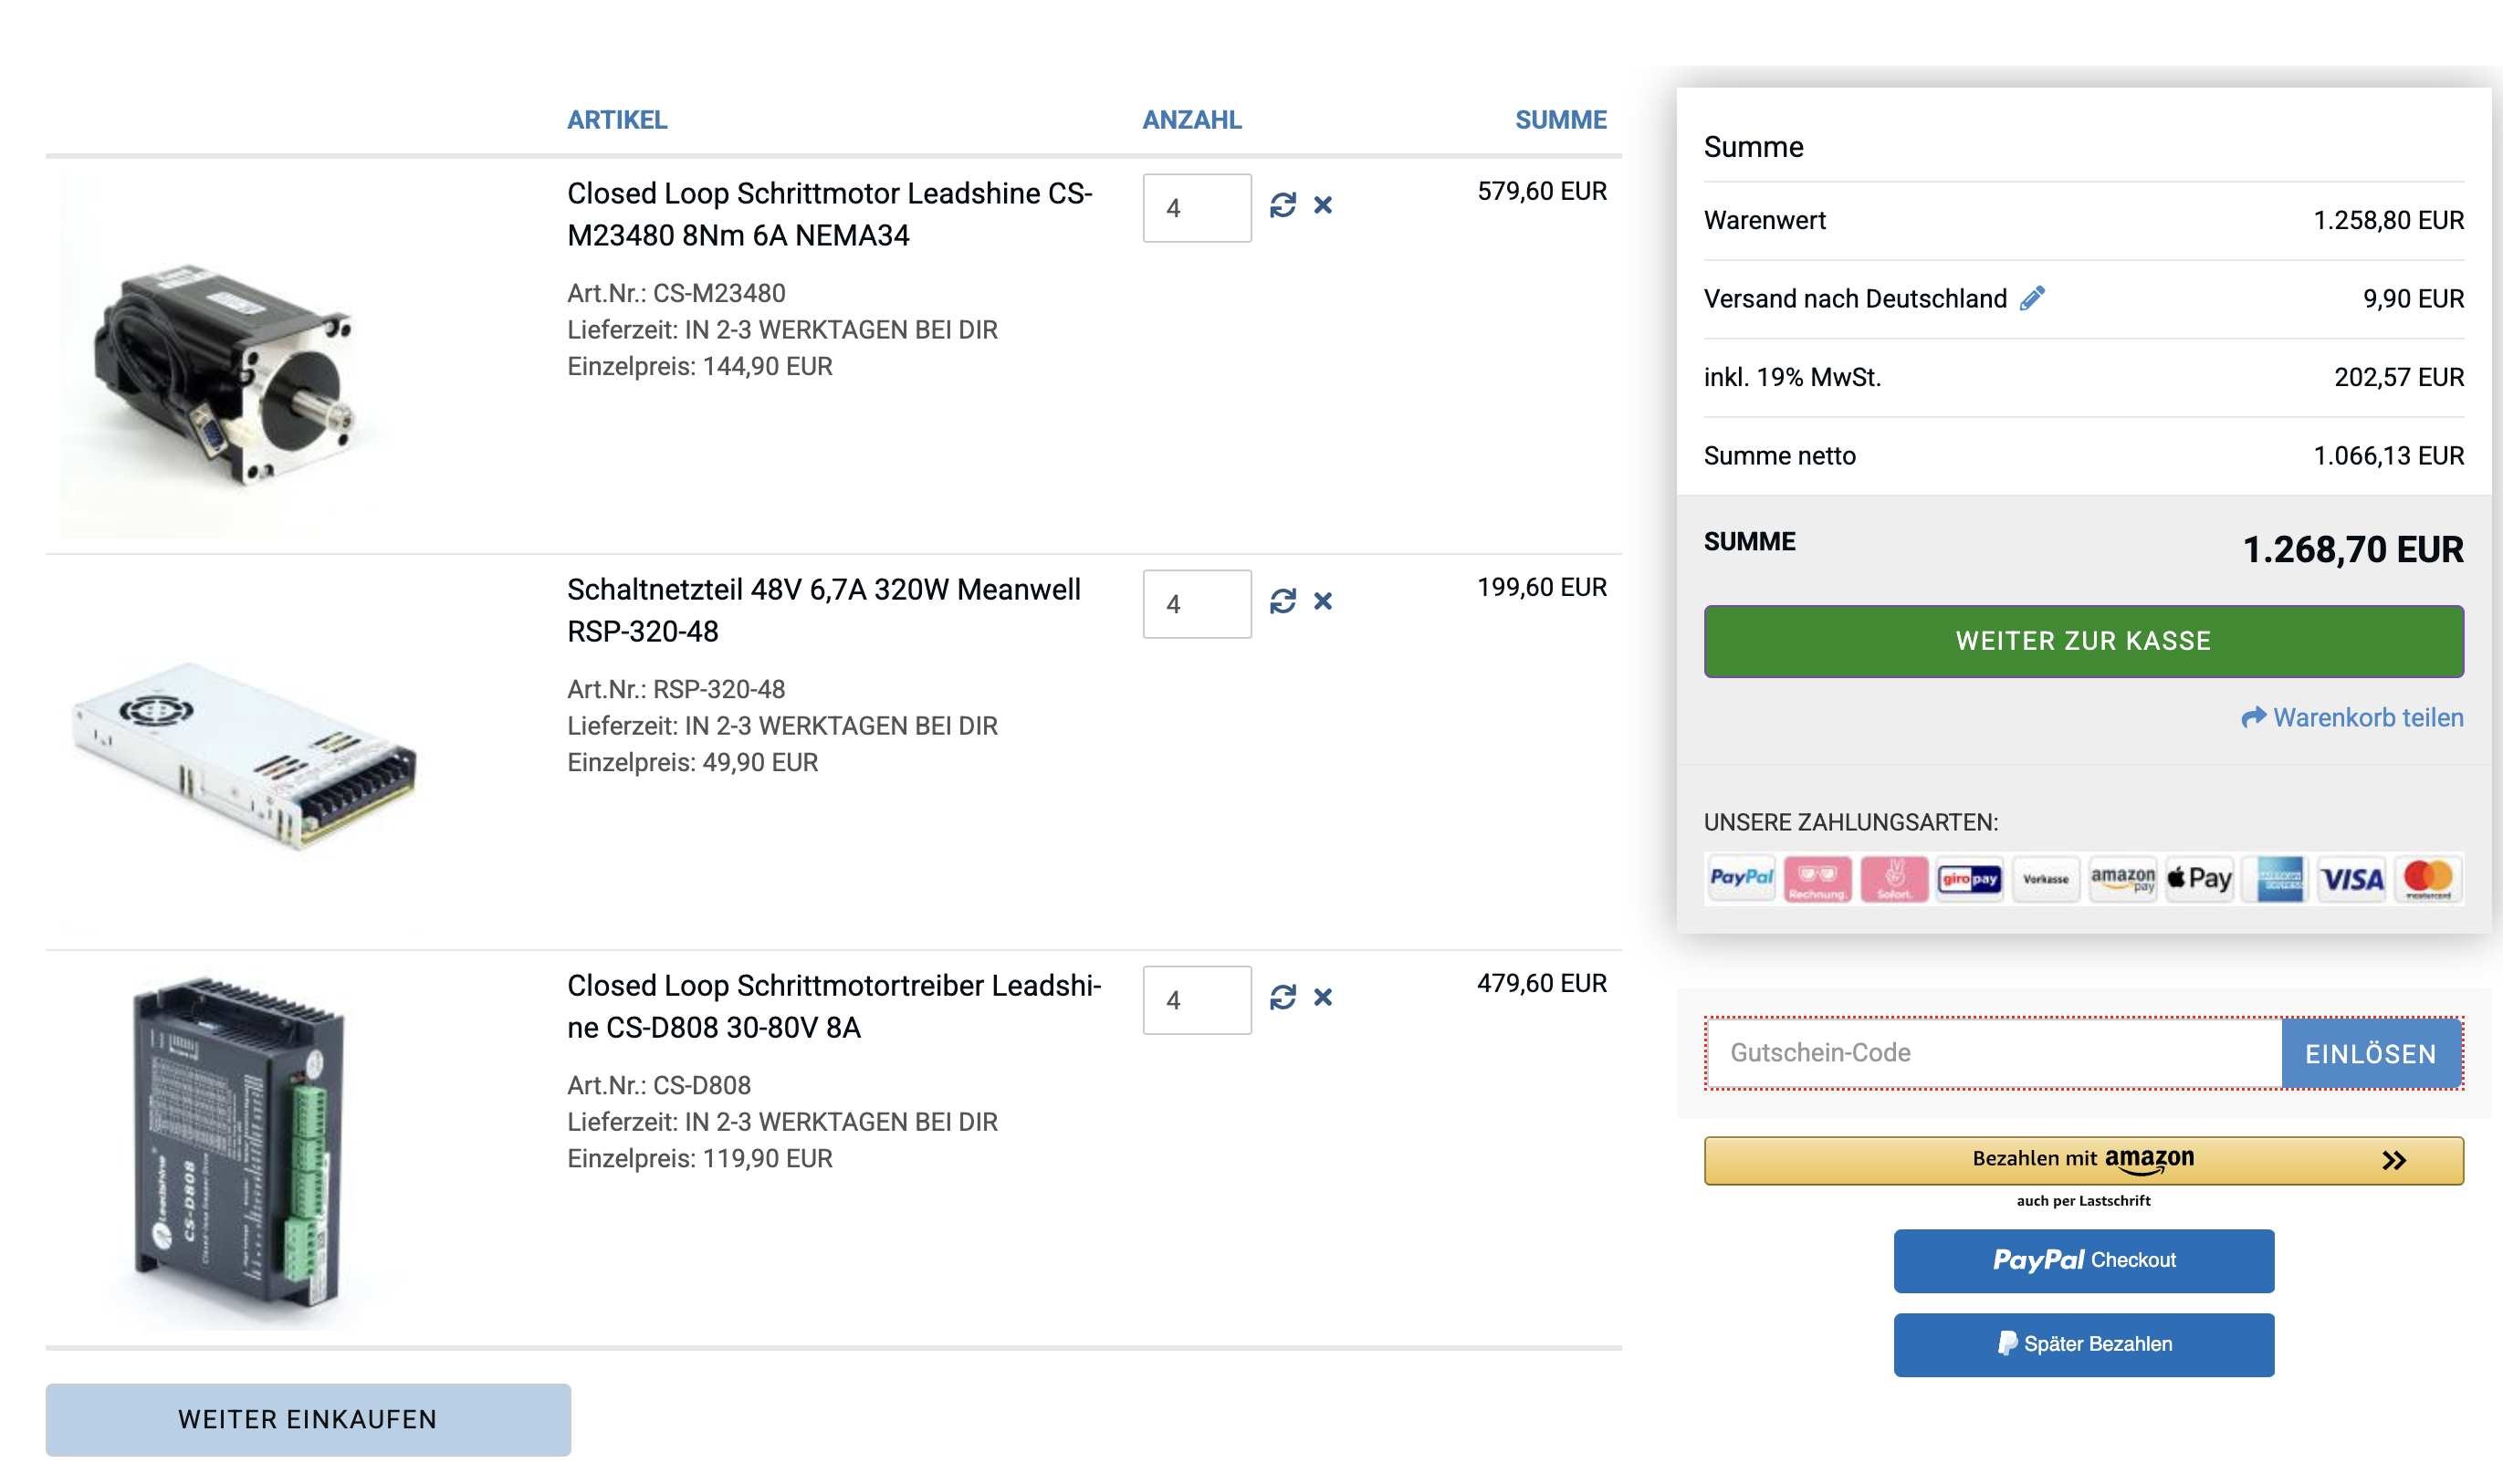 ARTIKEL ANZAHL SUMME
Closed Loop Schrittmotor Leadshine CS-
M23480 8Nm 6A NEMA34
Art.Nr.: CS-M23480
Lieferzeit: IN 2-3 WERKTAGEN BEI DIR
Einzelpreis: 144,90 EUR
4
579,60 EUR
Schaltnetzteil 48V 6,7A 320W Meanwell
RSP-320-48
Art.Nr.: RSP-320-48
Lieferzeit: IN 2-3 WERKTAGEN BEI DIR
Einzelpreis: 49,90 EUR
4
199,60 EUR
Leadshine
CS-D808
Closed Loop Schrittmotortreiber Leadshi-
ne CS-D808 30-80V 8A
Art.Nr.: CS-D808
Lieferzeit: IN 2-3 WERKTAGEN BEI DIR
Einzelpreis: 119,90 EUR
4
479,60 EUR
WEITER EINKAUFEN
Summe
Warenwert 1.258,80 EUR
Versand nach Deutschland 9,90 EUR
inkl. 19% MwSt. 202,57 EUR
Summe netto 1.066,13 EUR
SUMME 1.268,70 EUR
WEITER ZUR KASSE
Warenkorb teilen
UNSERE ZAHLUNGSARTEN:
PayPal Rechnung. Sofort. giropay Vorkasse amazon pay Pay VISA mastercard
Gutschein-Code EINLÖSEN
Bezahlen mit amazon
auch per Lastschrift
PayPal Checkout
Später Bezahlen